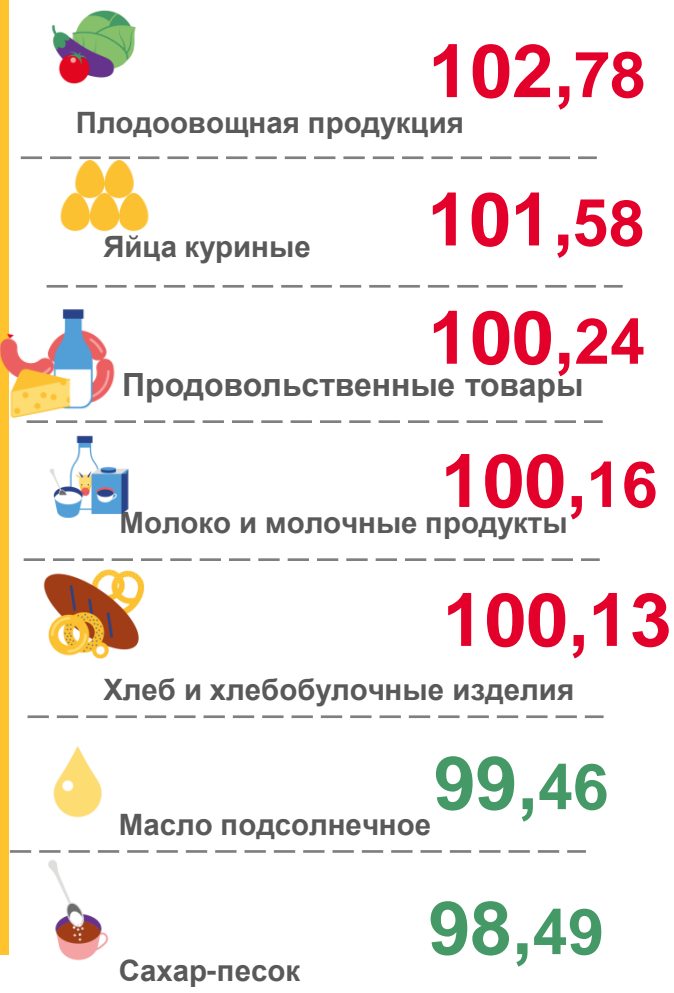 102,78
Плодоовощная продукция
101,58
Яйца куриные
100,24
Продовольственные товары
100,16
Молоко и молочные продукты
100,13
Хлеб и хлебобулочные изделия
99,46
Масло подсолнечное
98,49
Сахар-песок